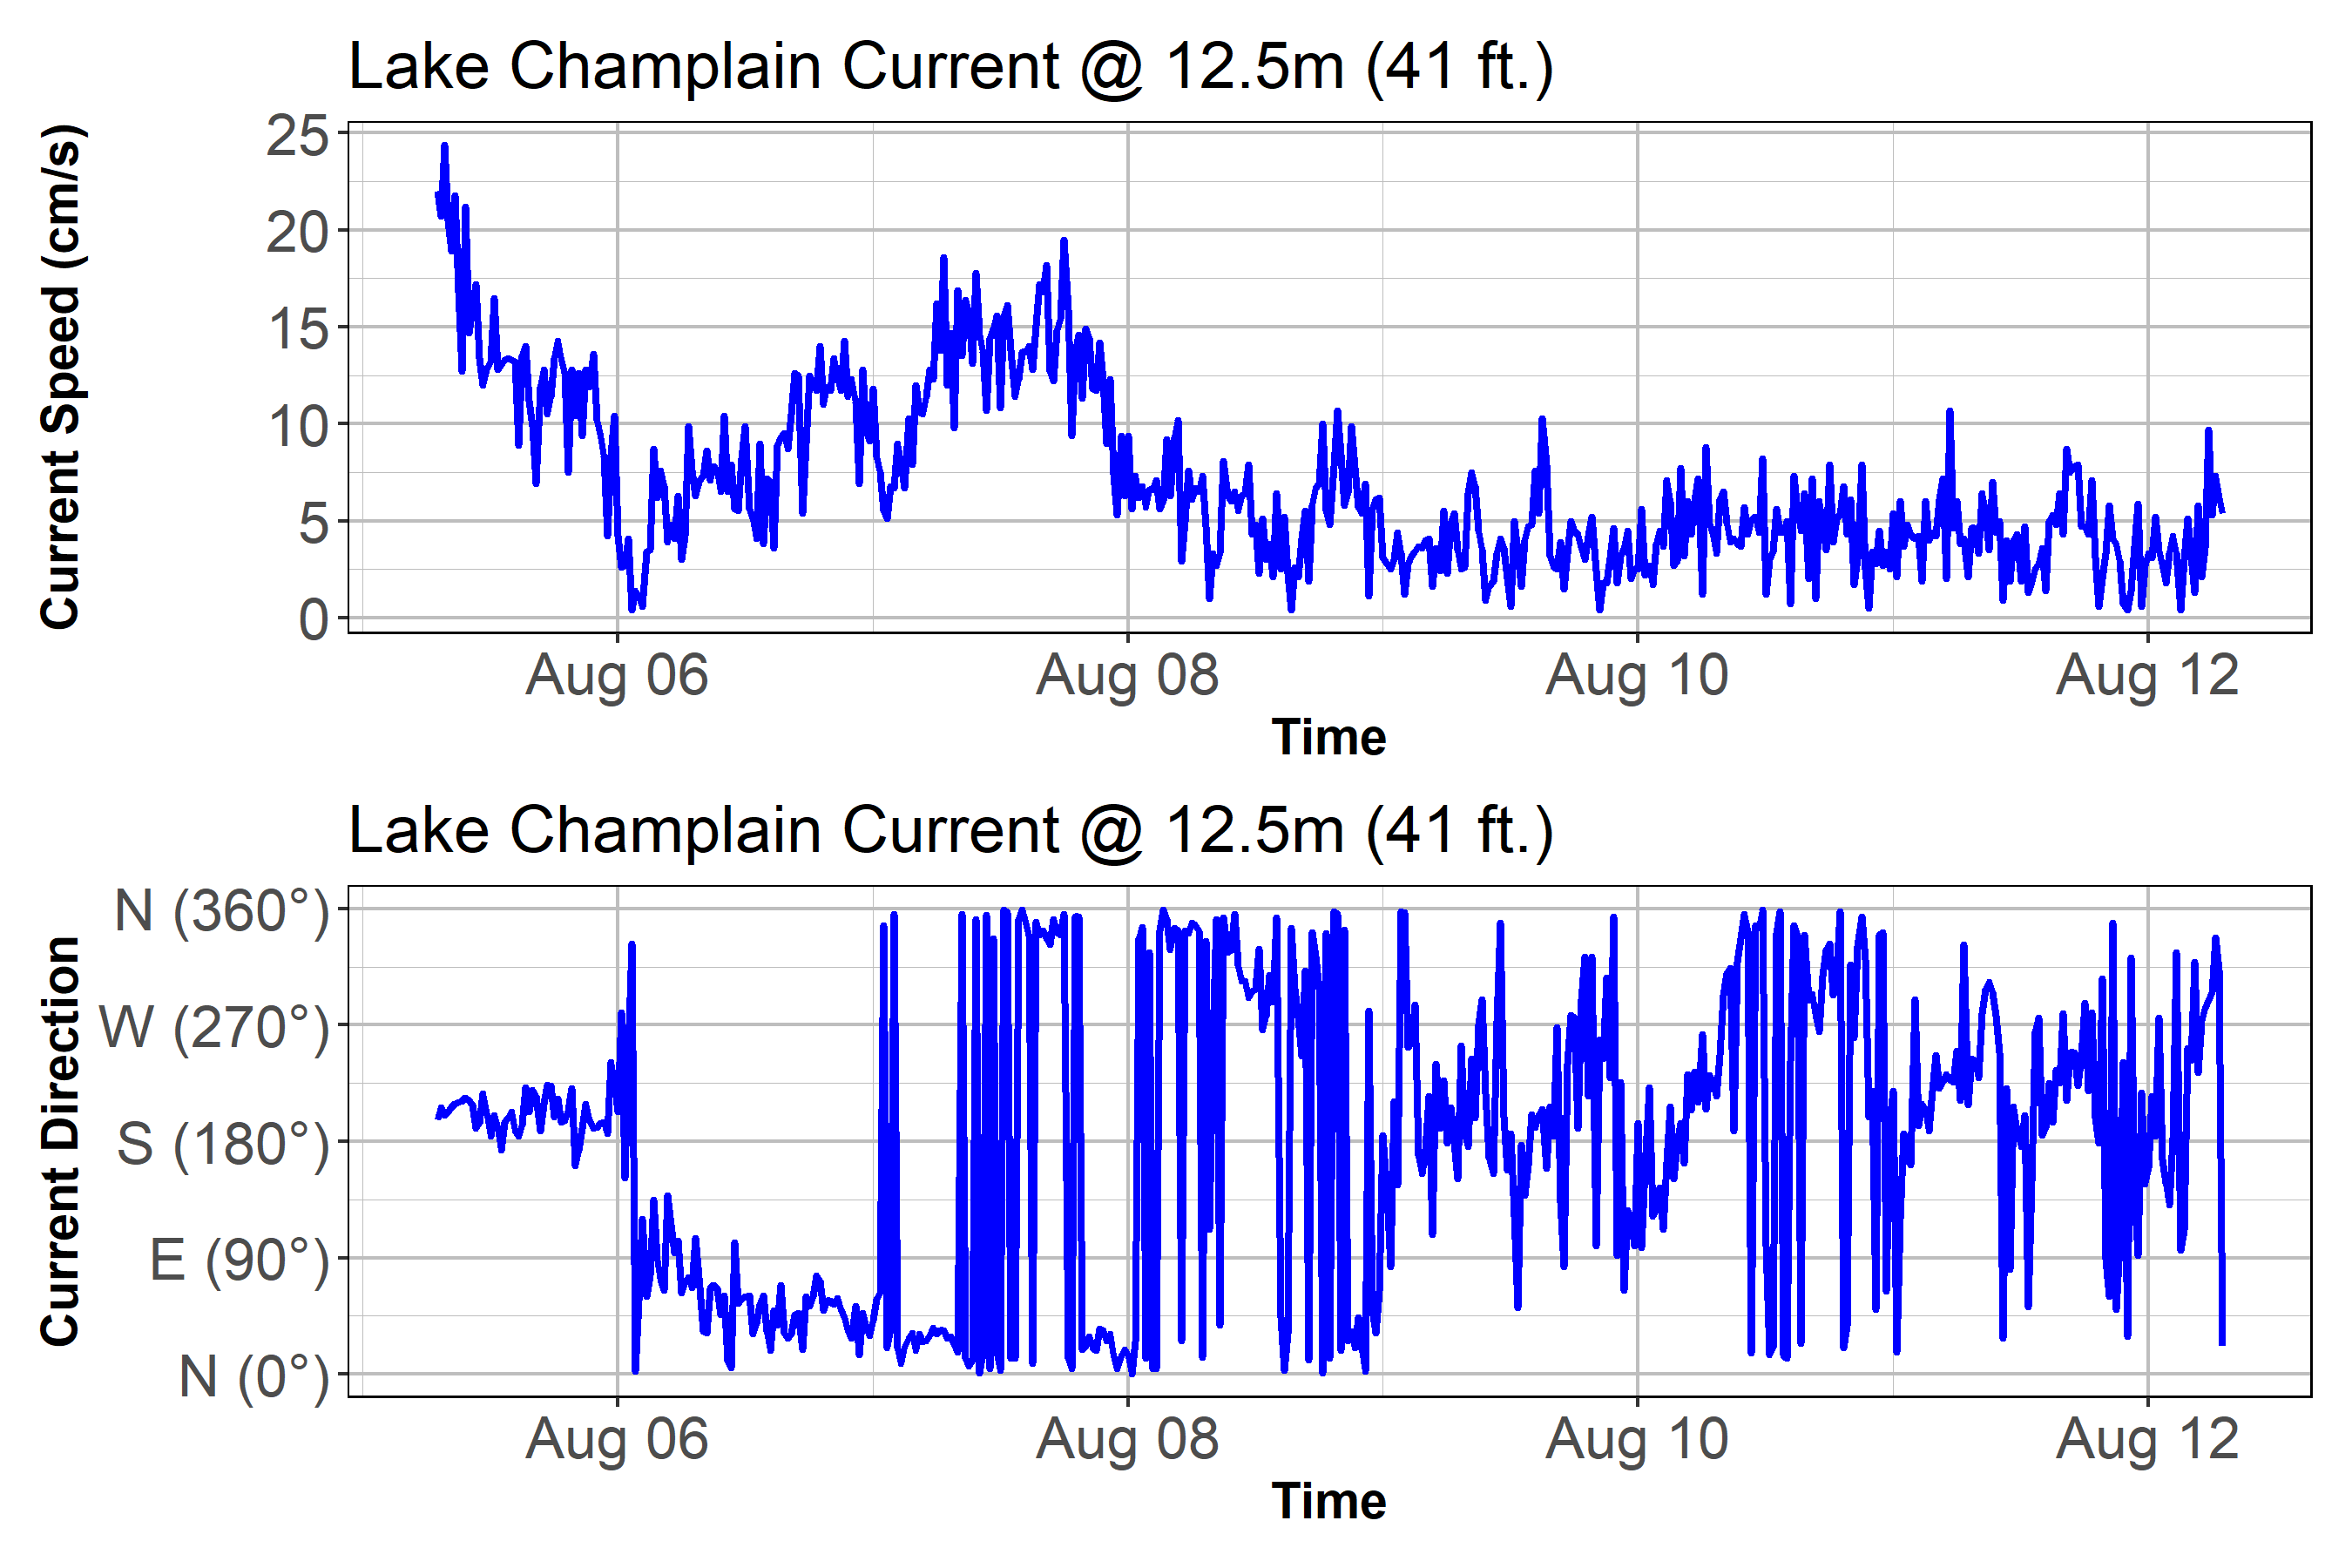 Lake Champlain Current @ 12.5m (41 ft.)
Current Speed (cm/s)
25
20
15
10
5
0
Aug 06 Aug 08 Aug 10 Aug 12
Time
Lake Champlain Current @ 12.5m (41 ft.)
Current Direction
N (360°)
W (270°)
S (180°)
E (90°)
N (0°)
Aug 06 Aug 08 Aug 10 Aug 12
Time